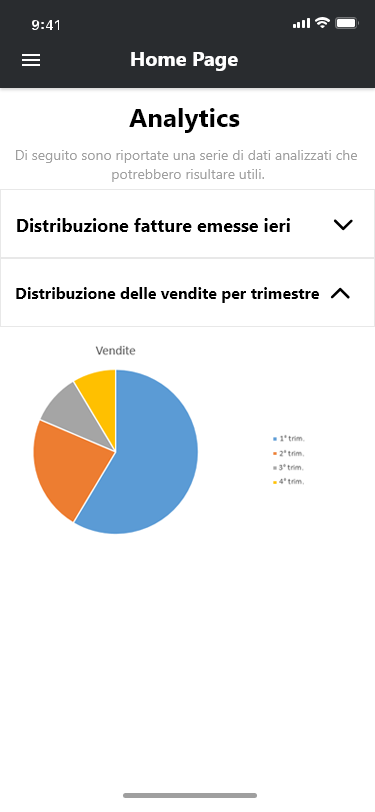 9:41
Home Page
Analytics
Di seguito sono riportate una serie di dati analizzati che
potrebbero risultare utili.
Distribuzione fatture emesse ieri
Distribuzione delle vendite per trimestre
Vendite
1° trim.
2° trim.
3° trim.
4° trim.